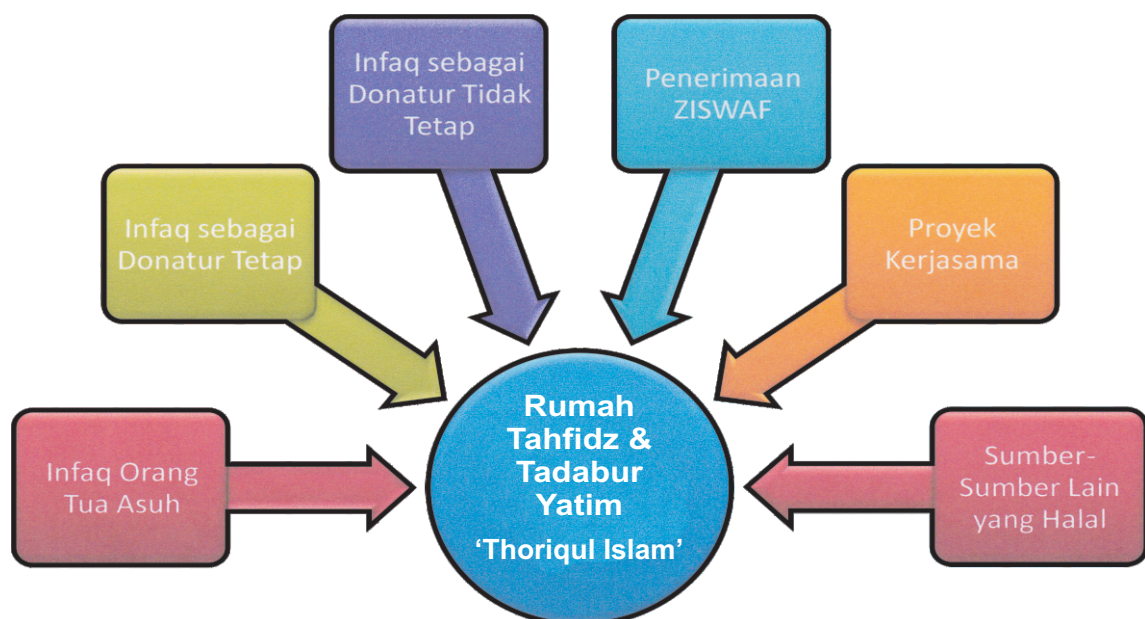 Infaq sebagai
Donatur Tidak
Tetap
Penerimaan
ZISWAF
Infaq sebagai
Donatur Tetap
Proyek
Kerjasama
Infaq Orang
Tua Asuh
Rumah
Tahfidz &
Tadabur
Yatim
‘Thoriqul Islam’
Sumber-
Sumber Lain
yang Halal